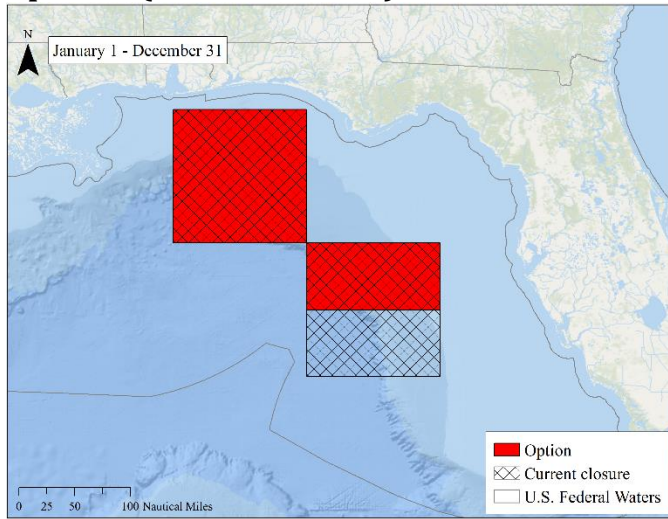 N
January 1 - December 31
Option
Current closure
U.S. Federal Waters
0 25 50 100 Nautical Miles